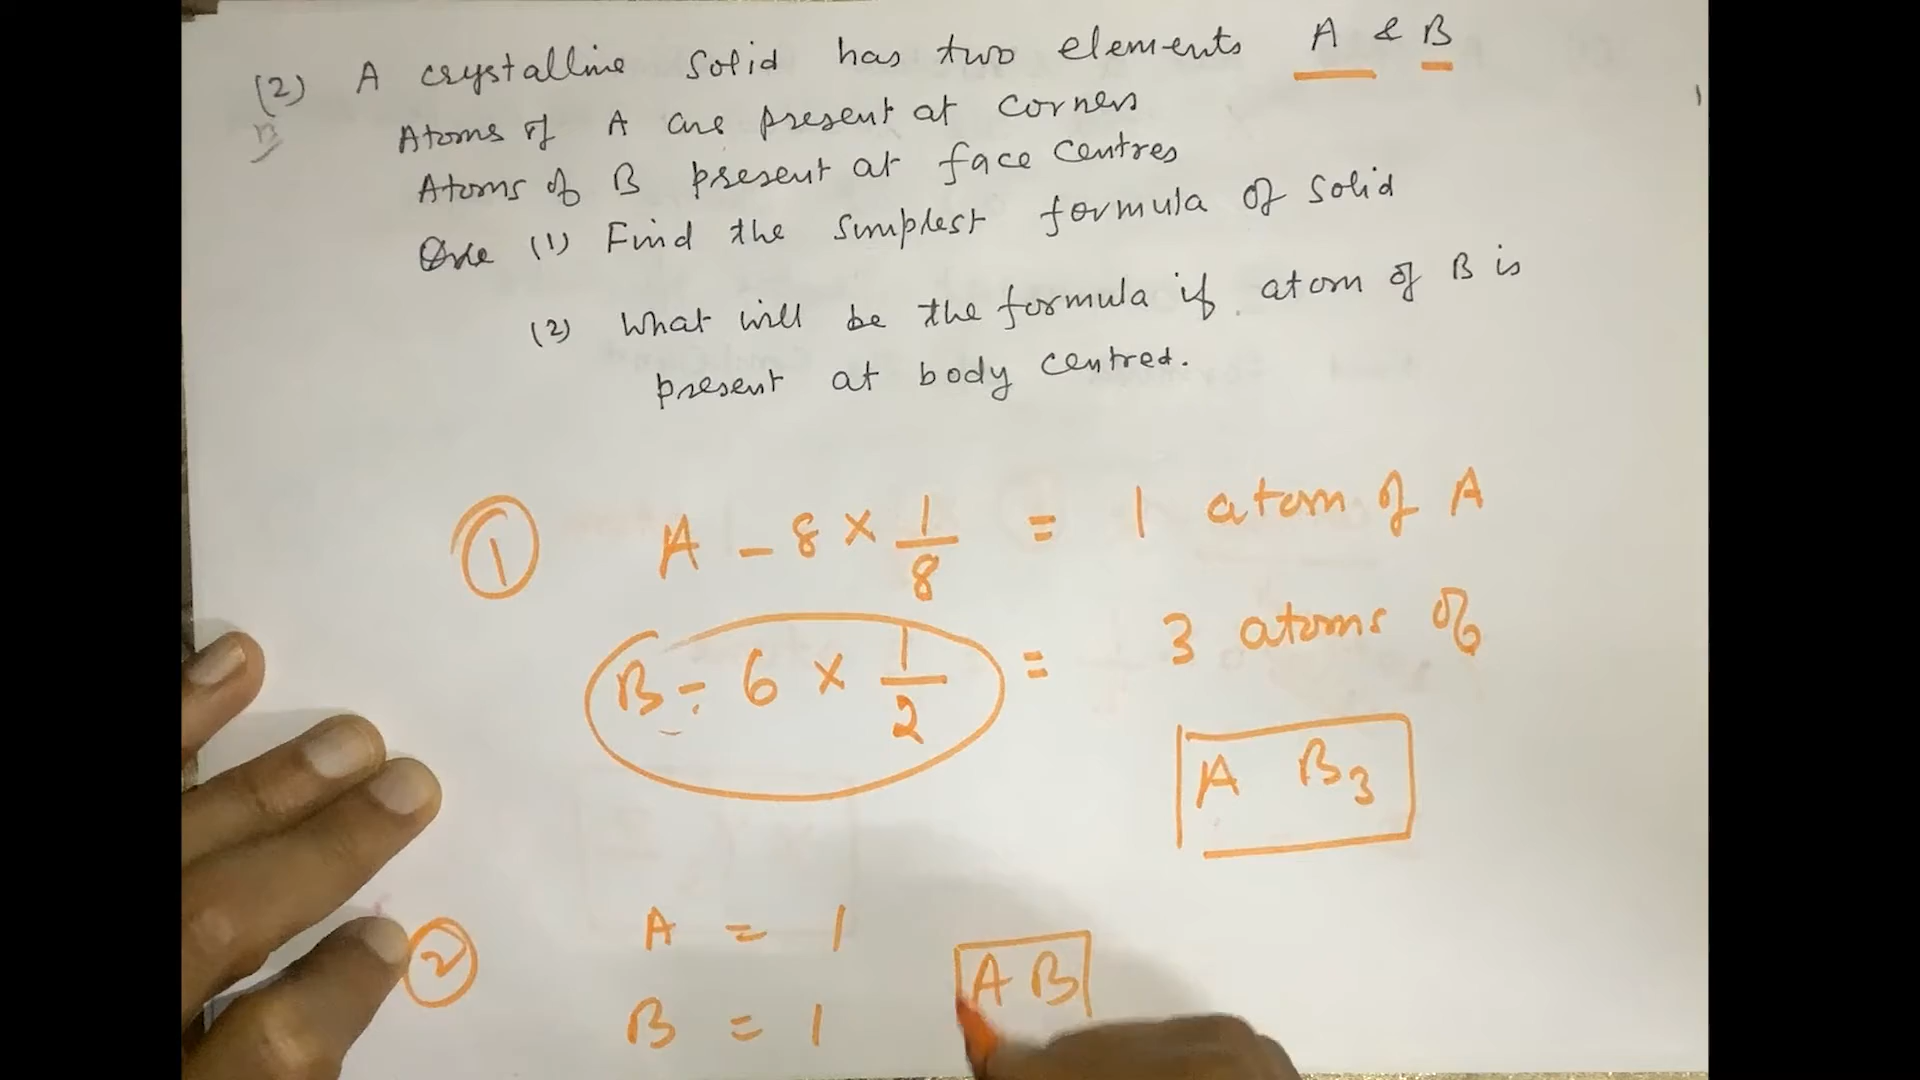 (2) A crystalline solid has two elements A & B
Atoms of A are present at corners
Atoms of B present at face centres
(1) Find the simplest formula of solid
(2) What will be the formula if atom of B is
present at body centred.
① A - 8 × 1/8 = 1 atom of A
B - 6 × 1/2 = 3 atoms of
A B3
② A = 1
B = 1
A B